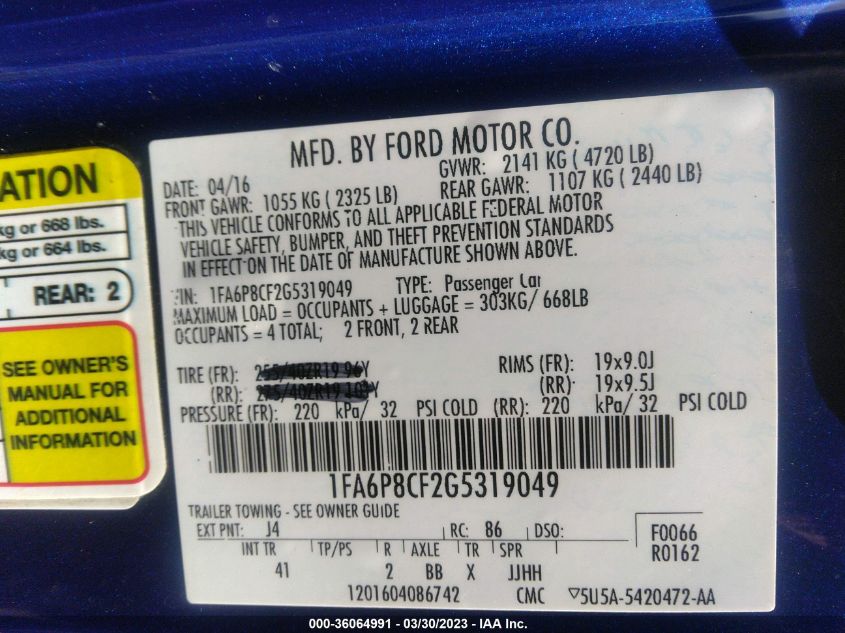 ATION
kg or 668 lbs.
kg or 664 lbs.
REAR: 2
SEE OWNER'S
MANUAL FOR
ADDITIONAL
INFORMATION
MFD. BY FORD MOTOR CO.
DATE: 04/16 GVWR: 2141 KG ( 4720 LB)
FRONT GAWR: 1055 KG ( 2325 LB) REAR GAWR: 1107 KG ( 2440 LB)
THIS VEHICLE CONFORMS TO ALL APPLICABLE FEDERAL MOTOR
VEHICLE SAFETY, BUMPER, AND THEFT PREVENTION STANDARDS
IN EFFECT ON THE DATE OF MANUFACTURE SHOWN ABOVE.
VIN: 1FA6P8CF2G5319049 TYPE: Passenger Car
MAXIMUM LOAD = OCCUPANTS + LUGGAGE = 303KG/ 668LB
OCCUPANTS = 4 TOTAL; 2 FRONT, 2 REAR
TIRE (FR): 255/40ZR19 96Y RIMS (FR): 19x9.0J
(RR): 275/40ZR19 Y (RR): 19x9.5J
PRESSURE (FR): 220 kPa/ 32 PSI COLD (RR): 220 kPa/ 32 PSI COLD
1FA6P8CF2G5319049
TRAILER TOWING - SEE OWNER GUIDE
EXT PNT: J4 RC: 86 DSO: F0066
R0162
INT TR TP/PS R AXLE TR SPR
41 2 BB X JJHH
1201604086742 CMC ▽5U5A-5420472-AA
000-36064991 - 03/30/2023 - IAA Inc.